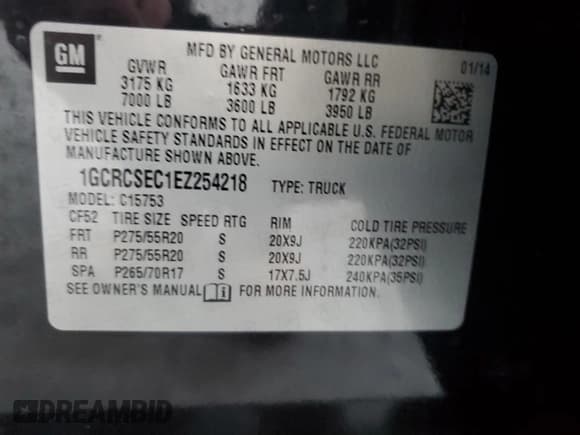 GM
MFD BY GENERAL MOTORS LLC
01/14
GVWR GAWR FRT GAWR RR
3175 KG 1633 KG 1792 KG
7000 LB 3600 LB 3950 LB
THIS VEHICLE CONFORMS TO ALL APPLICABLE U.S. FEDERAL MOTOR
VEHICLE SAFETY STANDARDS IN EFFECT ON THE DATE OF
MANUFACTURE SHOWN ABOVE.
1GCRCSEC1EZ254218 TYPE: TRUCK
MODEL: C15753
CF52 TIRE SIZE SPEED RTG RIM COLD TIRE PRESSURE
FRT P275/55R20 S 20X9J 220KPA(32PSI)
RR P275/55R20 S 20X9J 220KPA(32PSI)
SPA P265/70R17 S 17X7.5J 240KPA(35PSI)
SEE OWNER'S MANUAL i FOR MORE INFORMATION.
DREAMBID